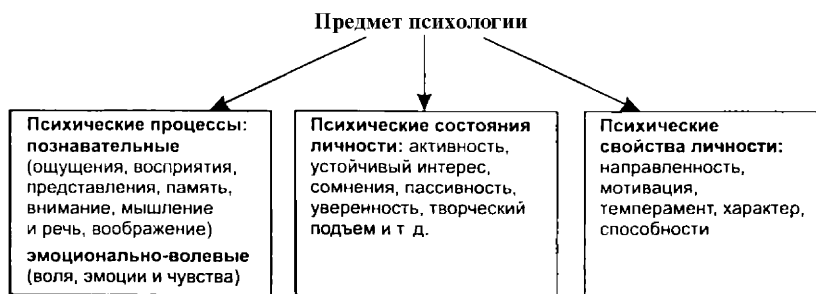 Предмет психологии
Психические процессы:
познавательные
(ощущения, восприятия,
представления, память,
внимание, мышление
и речь, воображение)
эмоционально-волевые
(воля, эмоции и чувства)
Психические состояния
личности: активность,
устойчивый интерес,
сомнения, пассивность,
уверенность, творческий
подъем и т д.
Психические
свойства личности:
направленность,
мотивация,
темперамент, характер,
способности